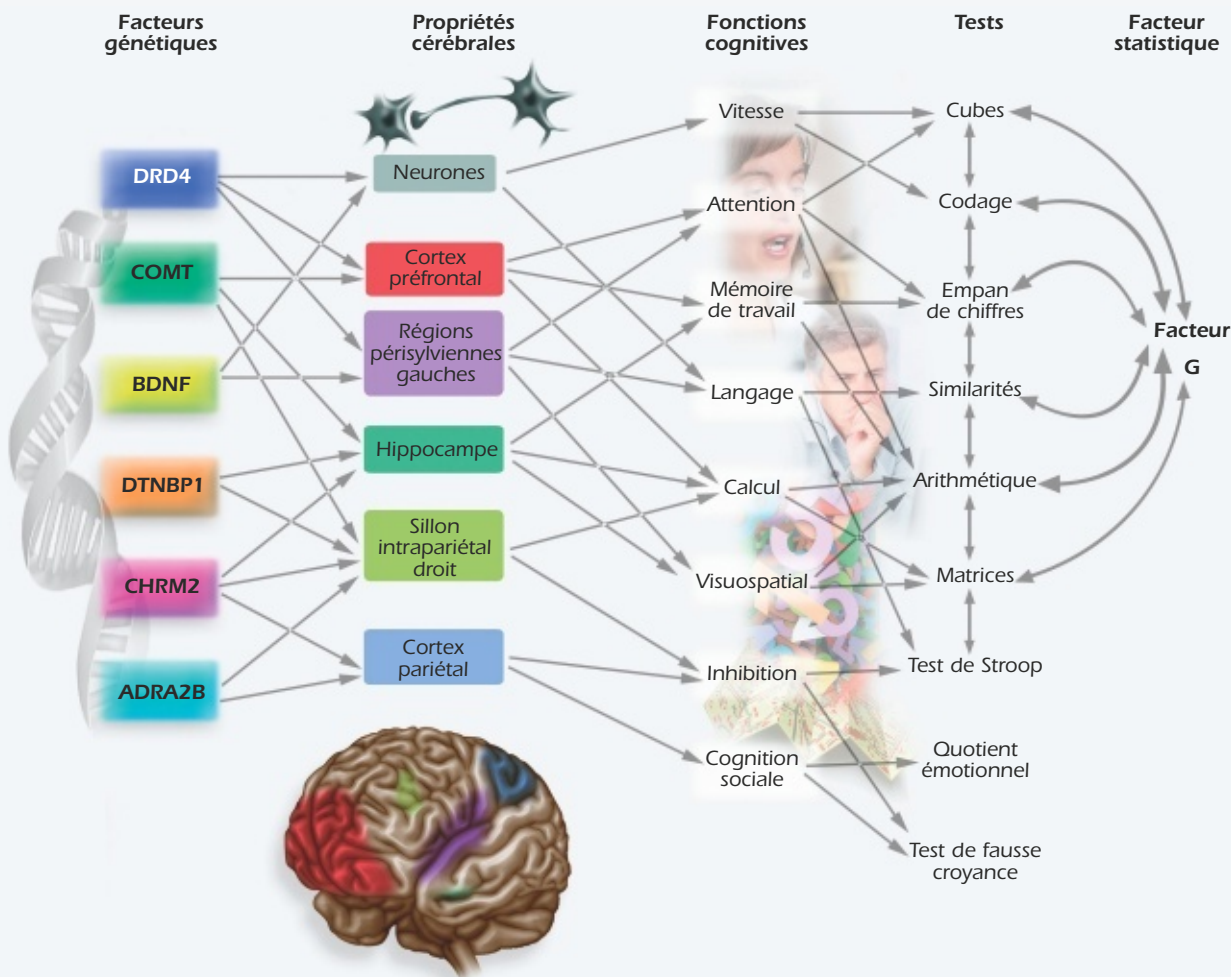 Facteurs
génétiques
Propriétés
cérébrales
Fonctions
cognitives
Tests
Facteur
statistique
DRD4
COMT
BDNF
DTNBP1
CHRM2
ADRA2B
Neurones
Cortex
préfrontal
Régions
périsylviennes
gauches
Hippocampe
Sillon
intrapariétal
droit
Cortex
pariétal
Vitesse
Attention
Mémoire
de travail
Langage
Calcul
Visuospatial
Inhibition
Cognition
sociale
Cubes
Codage
Empan
de chiffres
Similarités
Arithmétique
Matrices
Test de Stroop
Quotient
émotionnel
Test de fausse
croyance
Facteur
G